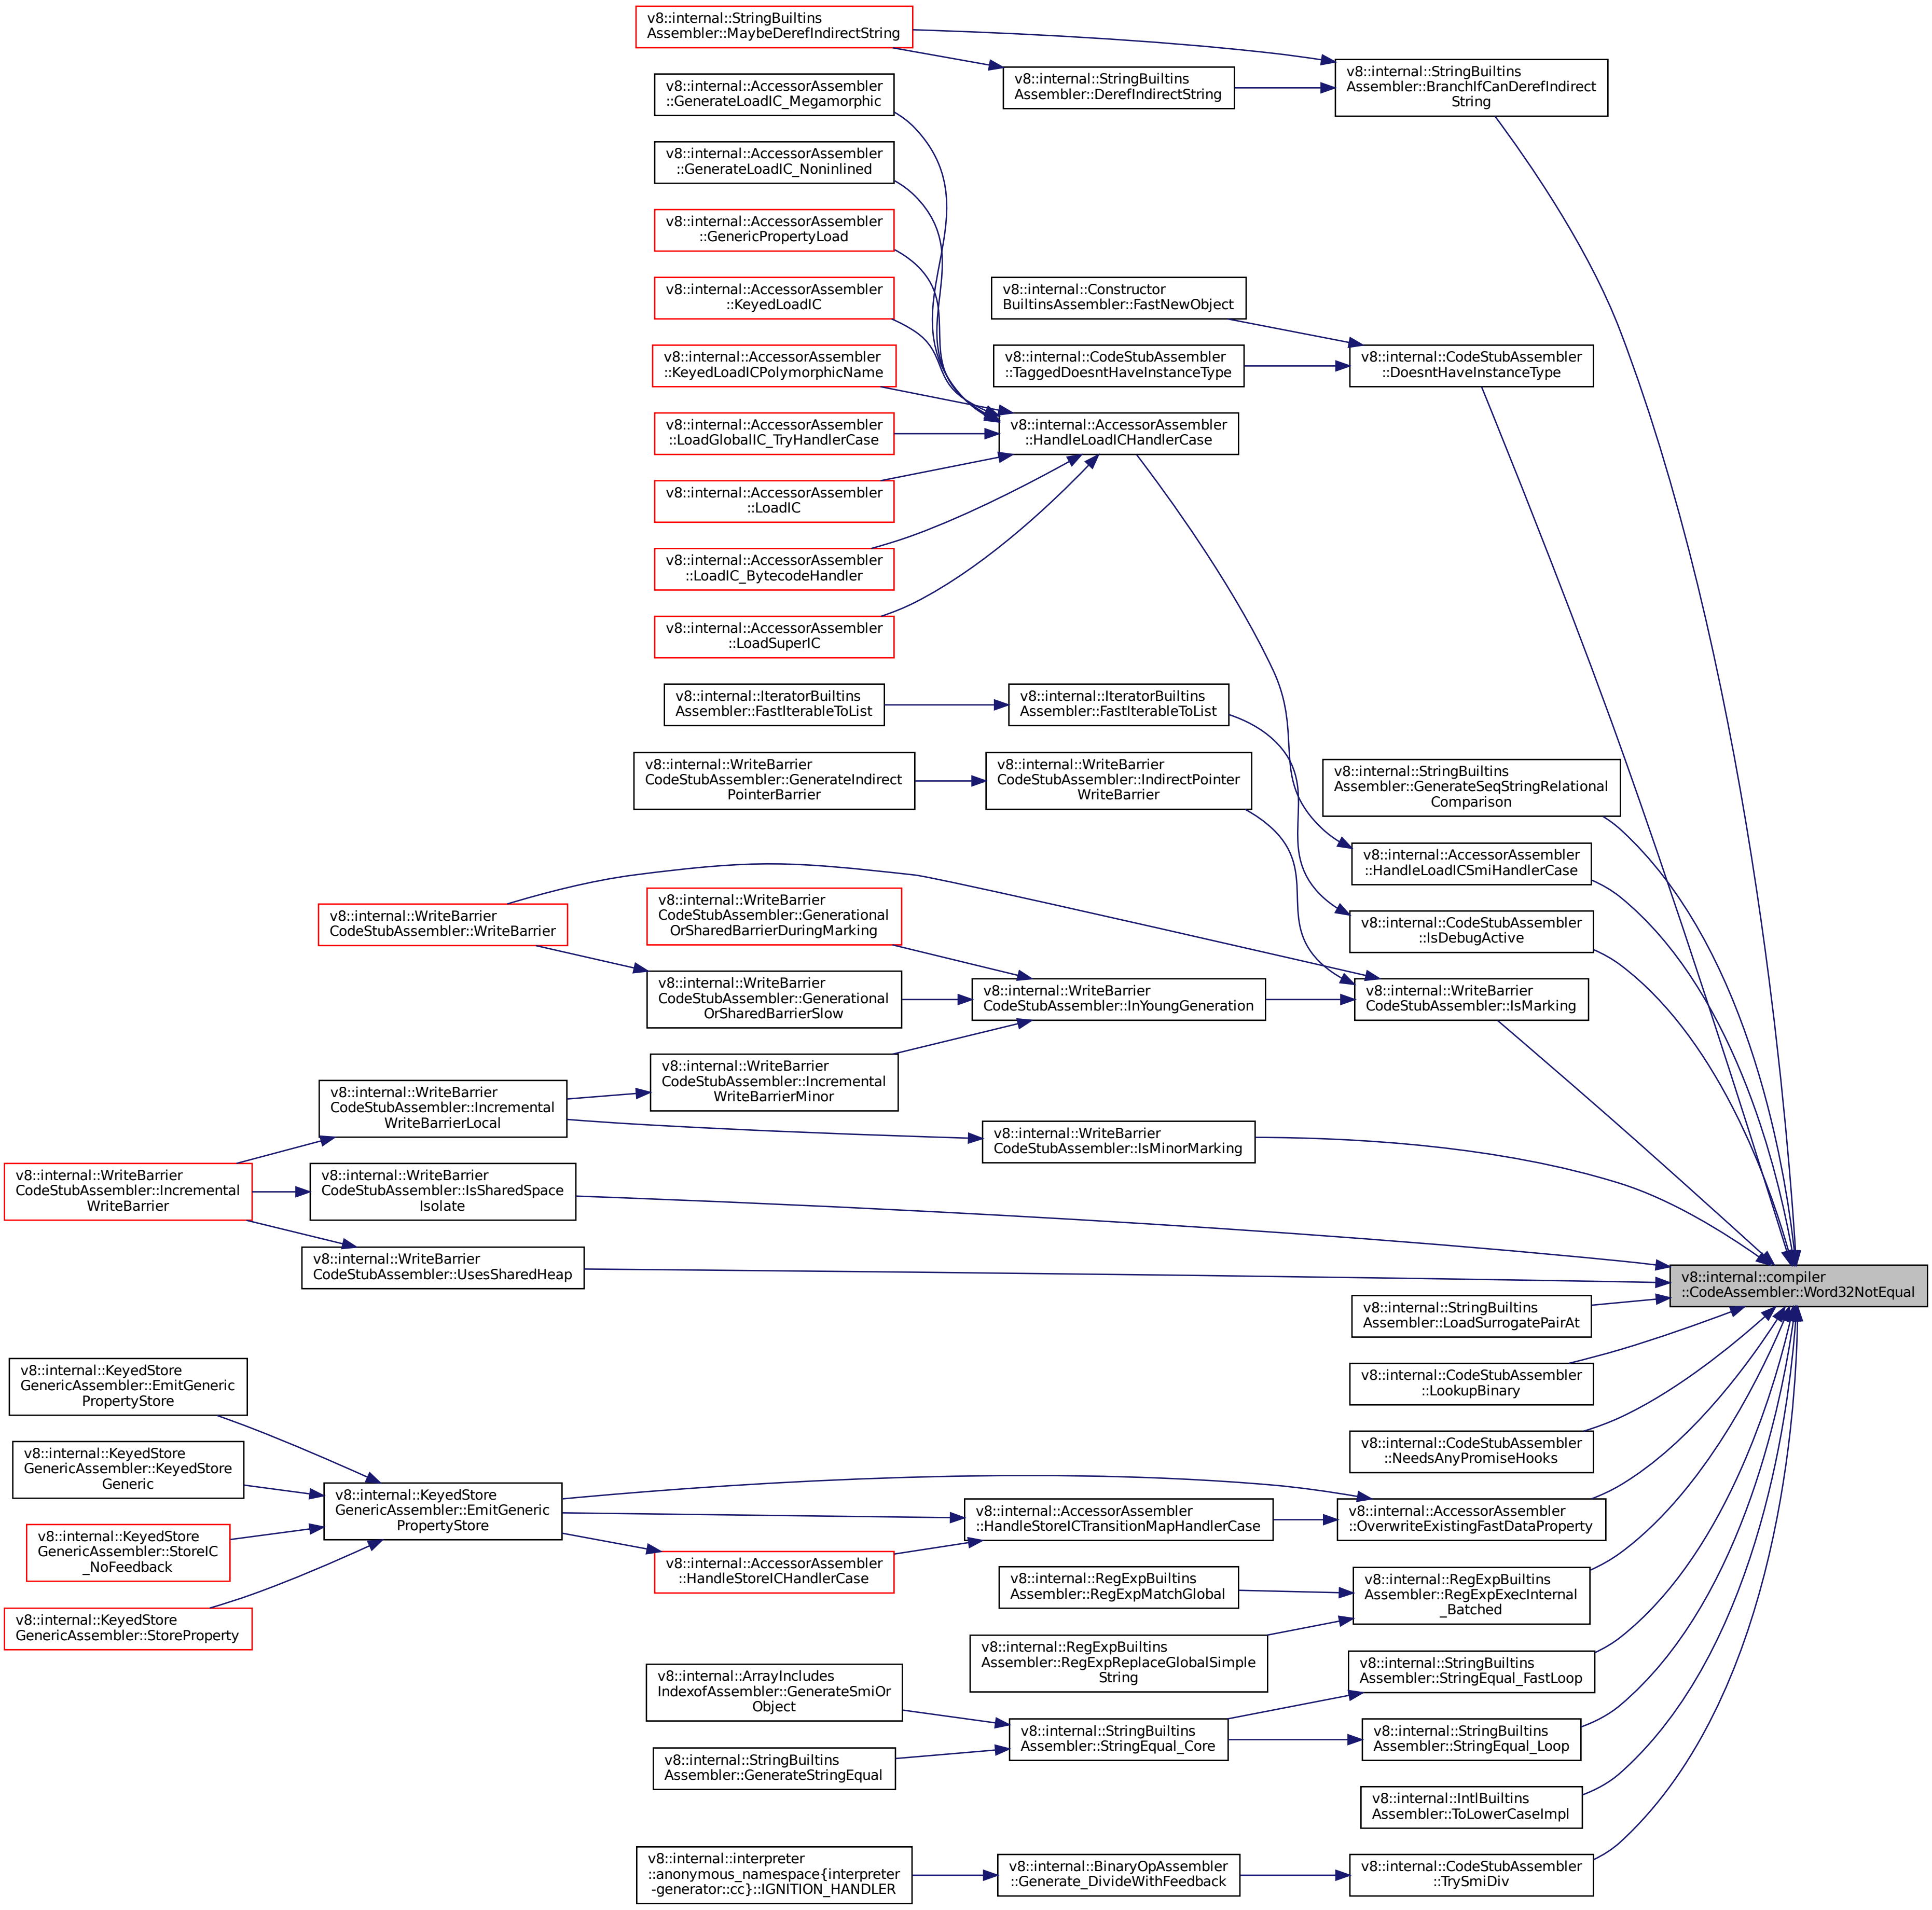 v8::internal::StringBuiltins
Assembler::MaybeDerefIndirectString
v8::internal::StringBuiltins
Assembler::DerefIndirectString
v8::internal::StringBuiltins
Assembler::BranchIfCanDerefIndirect
String
v8::internal::AccessorAssembler
::GenerateLoadIC_Megamorphic
v8::internal::AccessorAssembler
::GenerateLoadIC_Noninlined
v8::internal::AccessorAssembler
::GenericPropertyLoad
v8::internal::AccessorAssembler
::KeyedLoadIC
v8::internal::Constructor
BuiltinsAssembler::FastNewObject
v8::internal::AccessorAssembler
::KeyedLoadICPolymorphicName
v8::internal::CodeStubAssembler
::TaggedDoesntHaveInstanceType
v8::internal::CodeStubAssembler
::DoesntHaveInstanceType
v8::internal::AccessorAssembler
::LoadGlobalIC_TryHandlerCase
v8::internal::AccessorAssembler
::HandleLoadICHandlerCase
v8::internal::AccessorAssembler
::LoadIC
v8::internal::AccessorAssembler
::LoadIC_BytecodeHandler
v8::internal::AccessorAssembler
::LoadSuperIC
v8::internal::IteratorBuiltins
Assembler::FastIterableToList
v8::internal::IteratorBuiltins
Assembler::FastIterableToList
v8::internal::WriteBarrier
CodeStubAssembler::GenerateIndirect
PointerBarrier
v8::internal::WriteBarrier
CodeStubAssembler::IndirectPointer
WriteBarrier
v8::internal::StringBuiltins
Assembler::GenerateSeqStringRelational
Comparison
v8::internal::AccessorAssembler
::HandleLoadICSmiHandlerCase
v8::internal::WriteBarrier
CodeStubAssembler::WriteBarrier
v8::internal::WriteBarrier
CodeStubAssembler::Generational
OrSharedBarrierDuringMarking
v8::internal::CodeStubAssembler
::IsDebugActive
v8::internal::WriteBarrier
CodeStubAssembler::Generational
OrSharedBarrierSlow
v8::internal::WriteBarrier
CodeStubAssembler::InYoungGeneration
v8::internal::WriteBarrier
CodeStubAssembler::IsMarking
v8::internal::WriteBarrier
CodeStubAssembler::Incremental
WriteBarrierMinor
v8::internal::WriteBarrier
CodeStubAssembler::Incremental
WriteBarrierLocal
v8::internal::WriteBarrier
CodeStubAssembler::IsMinorMarking
v8::internal::WriteBarrier
CodeStubAssembler::Incremental
WriteBarrier
v8::internal::WriteBarrier
CodeStubAssembler::IsSharedSpace
Isolate
v8::internal::WriteBarrier
CodeStubAssembler::UsesSharedHeap
v8::internal::compiler
::CodeAssembler::Word32NotEqual
v8::internal::StringBuiltins
Assembler::LoadSurrogatePairAt
v8::internal::CodeStubAssembler
::LookupBinary
v8::internal::KeyedStore
GenericAssembler::EmitGeneric
PropertyStore
v8::internal::CodeStubAssembler
::NeedsAnyPromiseHooks
v8::internal::KeyedStore
GenericAssembler::KeyedStore
Generic
v8::internal::KeyedStore
GenericAssembler::EmitGeneric
PropertyStore
v8::internal::AccessorAssembler
::HandleStoreICTransitionMapHandlerCase
v8::internal::AccessorAssembler
::OverwriteExistingFastDataProperty
v8::internal::KeyedStore
GenericAssembler::StoreIC
_NoFeedback
v8::internal::AccessorAssembler
::HandleStoreICHandlerCase
v8::internal::RegExpBuiltins
Assembler::RegExpMatchGlobal
v8::internal::RegExpBuiltins
Assembler::RegExpExecInternal
_Batched
v8::internal::KeyedStore
GenericAssembler::StoreProperty
v8::internal::RegExpBuiltins
Assembler::RegExpReplaceGlobalSimple
String
v8::internal::StringBuiltins
Assembler::StringEqual_FastLoop
v8::internal::ArrayIncludes
IndexofAssembler::GenerateSmiOr
Object
v8::internal::StringBuiltins
Assembler::StringEqual_Core
v8::internal::StringBuiltins
Assembler::StringEqual_Loop
v8::internal::StringBuiltins
Assembler::GenerateStringEqual
v8::internal::IntlBuiltins
Assembler::ToLowerCaseImpl
v8::internal::interpreter
::anonymous_namespace{interpreter
-generator::cc}::IGNITION_HANDLER
v8::internal::BinaryOpAssembler
::Generate_DivideWithFeedback
v8::internal::CodeStubAssembler
::TrySmiDiv